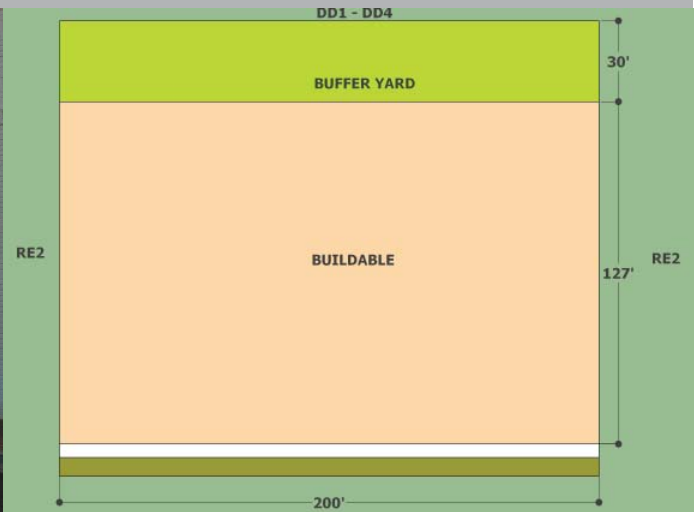 DD1 - DD4
30'
BUFFER YARD
RE2
BUILDABLE
127'
RE2
200'